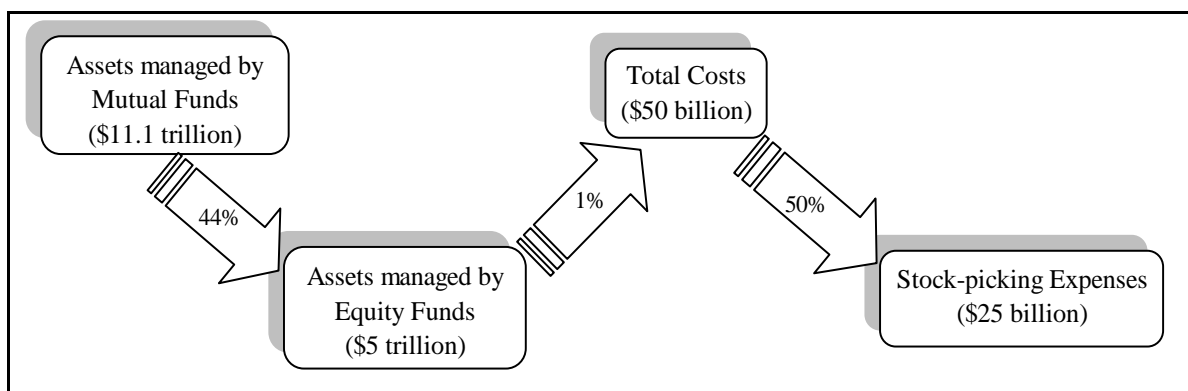 Assets managed by
Mutual Funds
($11.1 trillion)
44%
Assets managed by
Equity Funds
($5 trillion)
1%
Total Costs
($50 billion)
50%
Stock-picking Expenses
($25 billion)